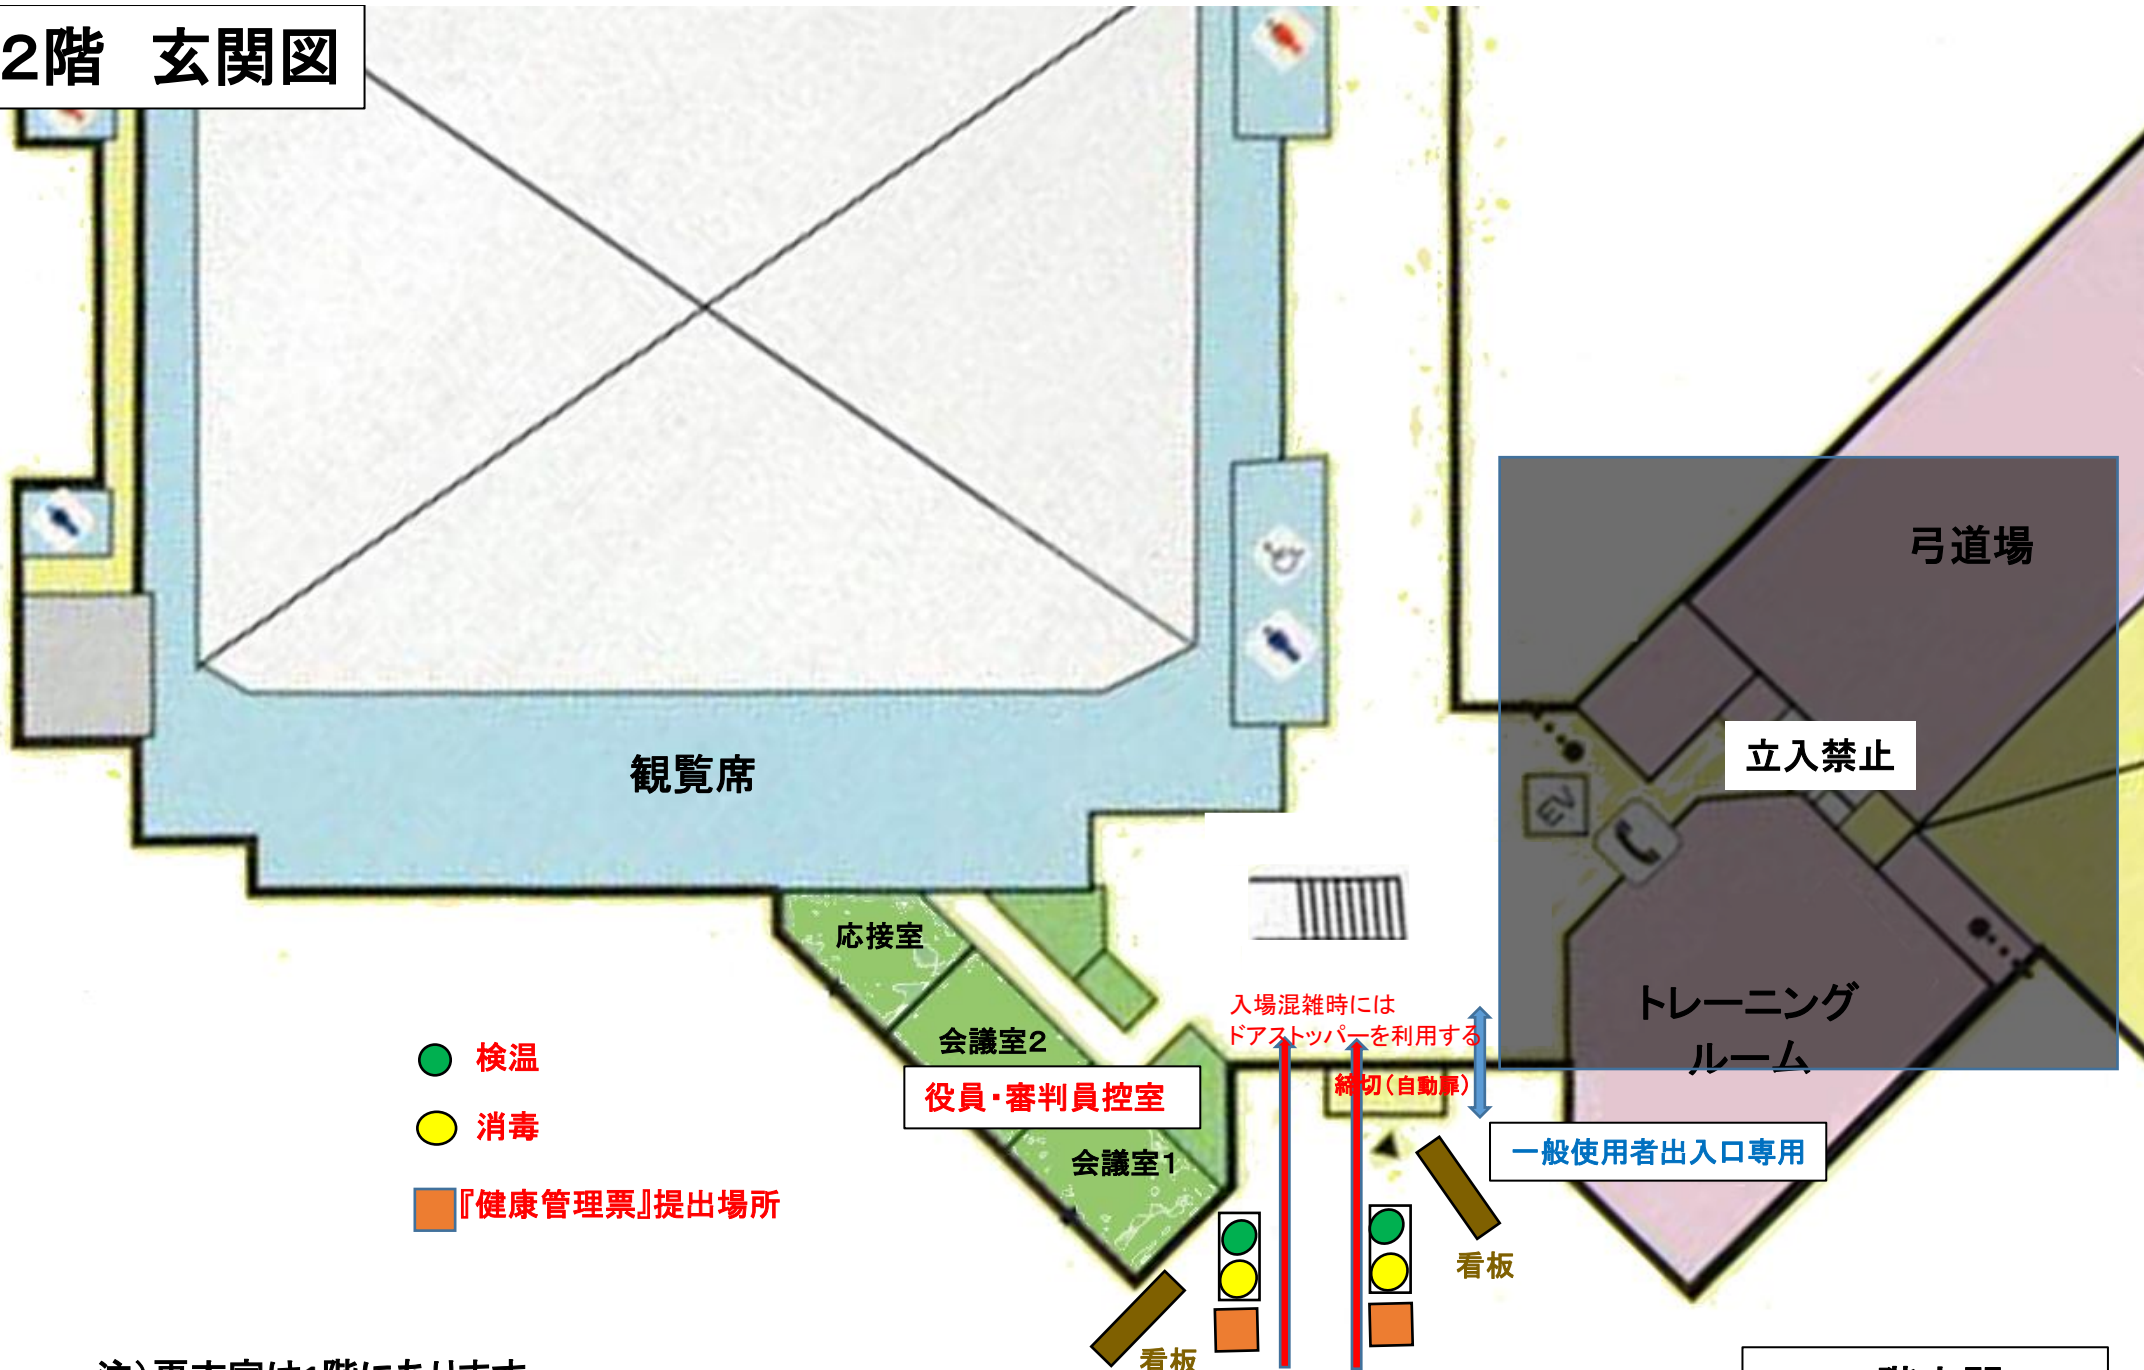 2階　玄関図
弓道場
立入禁止
観覧席
EV
応接室
入場混雑時には
ドアストッパーを利用する
トレーニング
ルーム
会議室2
検温
締切(自動扉)
役員・審判員控室
消毒
一般使用者出入口専用
会議室1
『健康管理票』提出場所
看板
看板